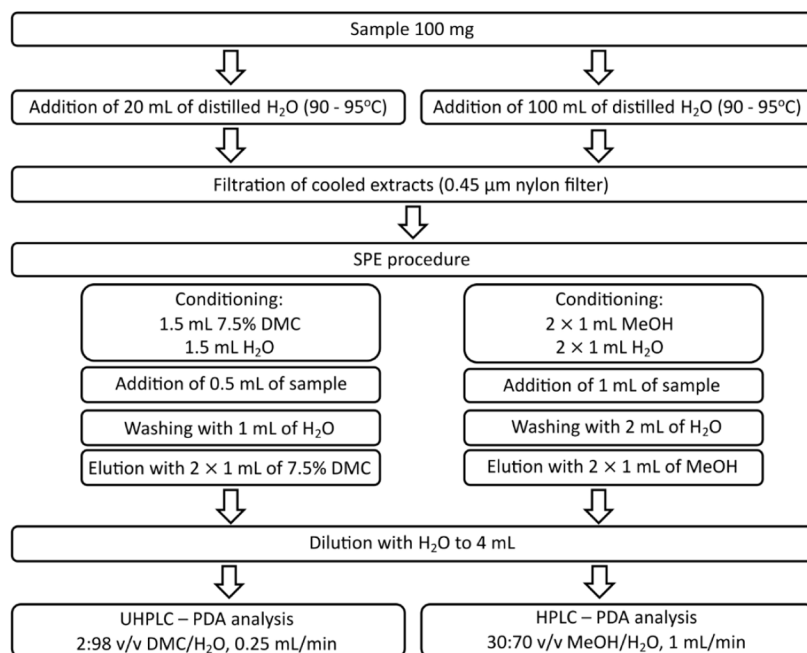 Sample 100 mg
Addition of 20 mL of distilled H₂O (90 - 95°C)
Addition of 100 mL of distilled H₂O (90 - 95°C)
Filtration of cooled extracts (0.45 μm nylon filter)
SPE procedure
Conditioning:
1.5 mL 7.5% DMC
1.5 mL H₂O
Conditioning:
2 × 1 mL MeOH
2 × 1 mL H₂O
Addition of 0.5 mL of sample
Addition of 1 mL of sample
Washing with 1 mL of H₂O
Washing with 2 mL of H₂O
Elution with 2 × 1 mL of 7.5% DMC
Elution with 2 × 1 mL of MeOH
Dilution with H₂O to 4 mL
UHPLC – PDA analysis
2:98 v/v DMC/H₂O, 0.25 mL/min
HPLC – PDA analysis
30:70 v/v MeOH/H₂O, 1 mL/min